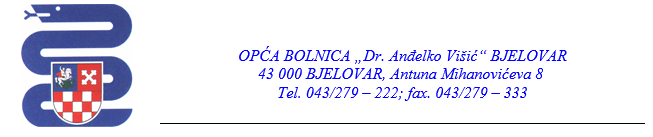 OPĆA BOLNICA „Dr. Anđelko Višić“ BJELOVAR
43 000 BJELOVAR, Antuna Mihanovićeva 8
Tel. 043/279 – 222; fax. 043/279 – 333